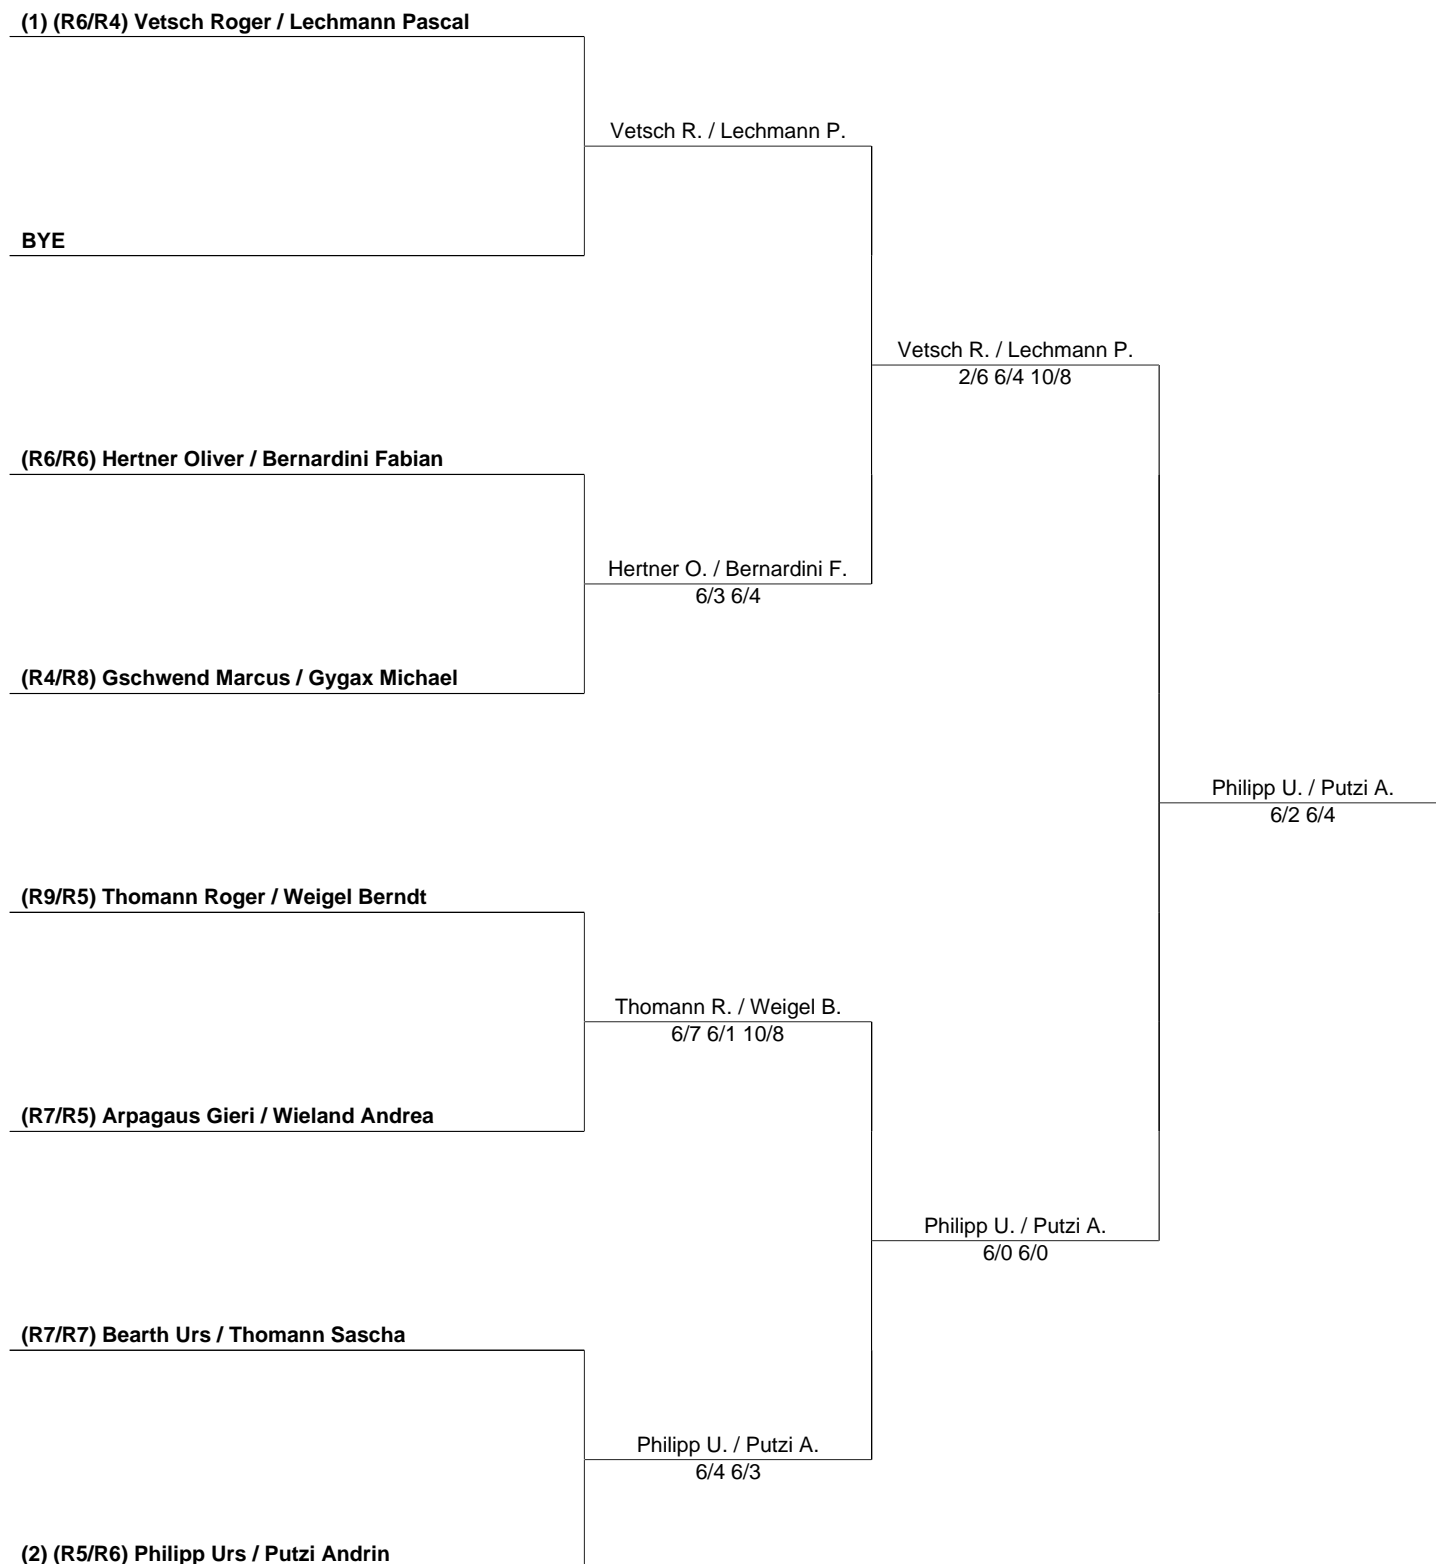 (1) (R6/R4) Vetsch Roger / Lechmann Pascal
Vetsch R. / Lechmann P.
BYE
Vetsch R. / Lechmann P.
2/6 6/4 10/8
(R6/R6) Hertner Oliver / Bernardini Fabian
Hertner O. / Bernardini F.
6/3 6/4
(R4/R8) Gschwend Marcus / Gygax Michael
Philipp U. / Putzi A.
6/2 6/4
(R9/R5) Thomann Roger / Weigel Berndt
Thomann R. / Weigel B.
6/7 6/1 10/8
(R7/R5) Arpagaus Gieri / Wieland Andrea
Philipp U. / Putzi A.
6/0 6/0
(R7/R7) Bearth Urs / Thomann Sascha
Philipp U. / Putzi A.
6/4 6/3
(2) (R5/R6) Philipp Urs / Putzi Andrin